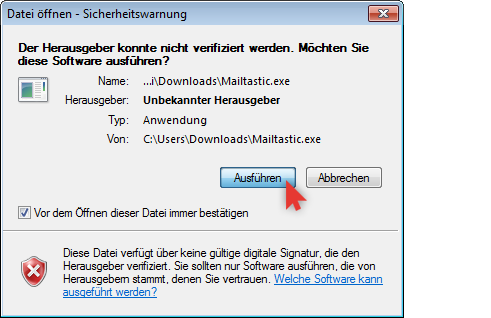 Datei öffnen - Sicherheitswarnung
Der Herausgeber konnte nicht verifiziert werden. Möchten Sie
diese Software ausführen?
Name: ...i\Downloads\Mailtastic.exe
Herausgeber: Unbekannter Herausgeber
Typ: Anwendung
Von: C:\Users\Downloads\Mailtastic.exe
Ausführen Abbrechen
Vor dem Öffnen dieser Datei immer bestätigen
Diese Datei verfügt über keine gültige digitale Signatur, die den
Herausgeber verifiziert. Sie sollten nur Software ausführen, die von
Herausgebern stammt, denen Sie vertrauen. Welche Software kann
ausgeführt werden?